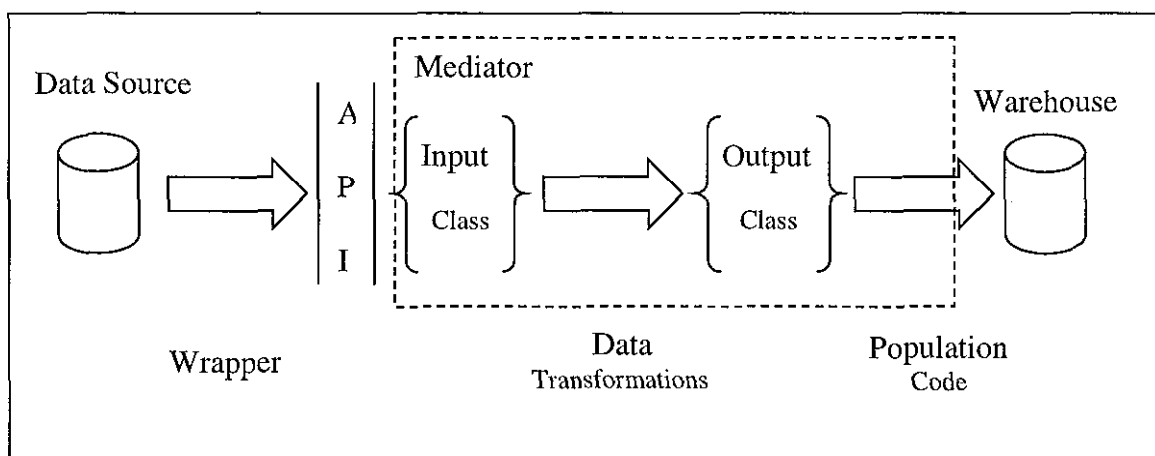 Data Source
A
P
I
Mediator
Input
Class
Output
Class
Warehouse
Wrapper
Data
Transformations
Population
Code